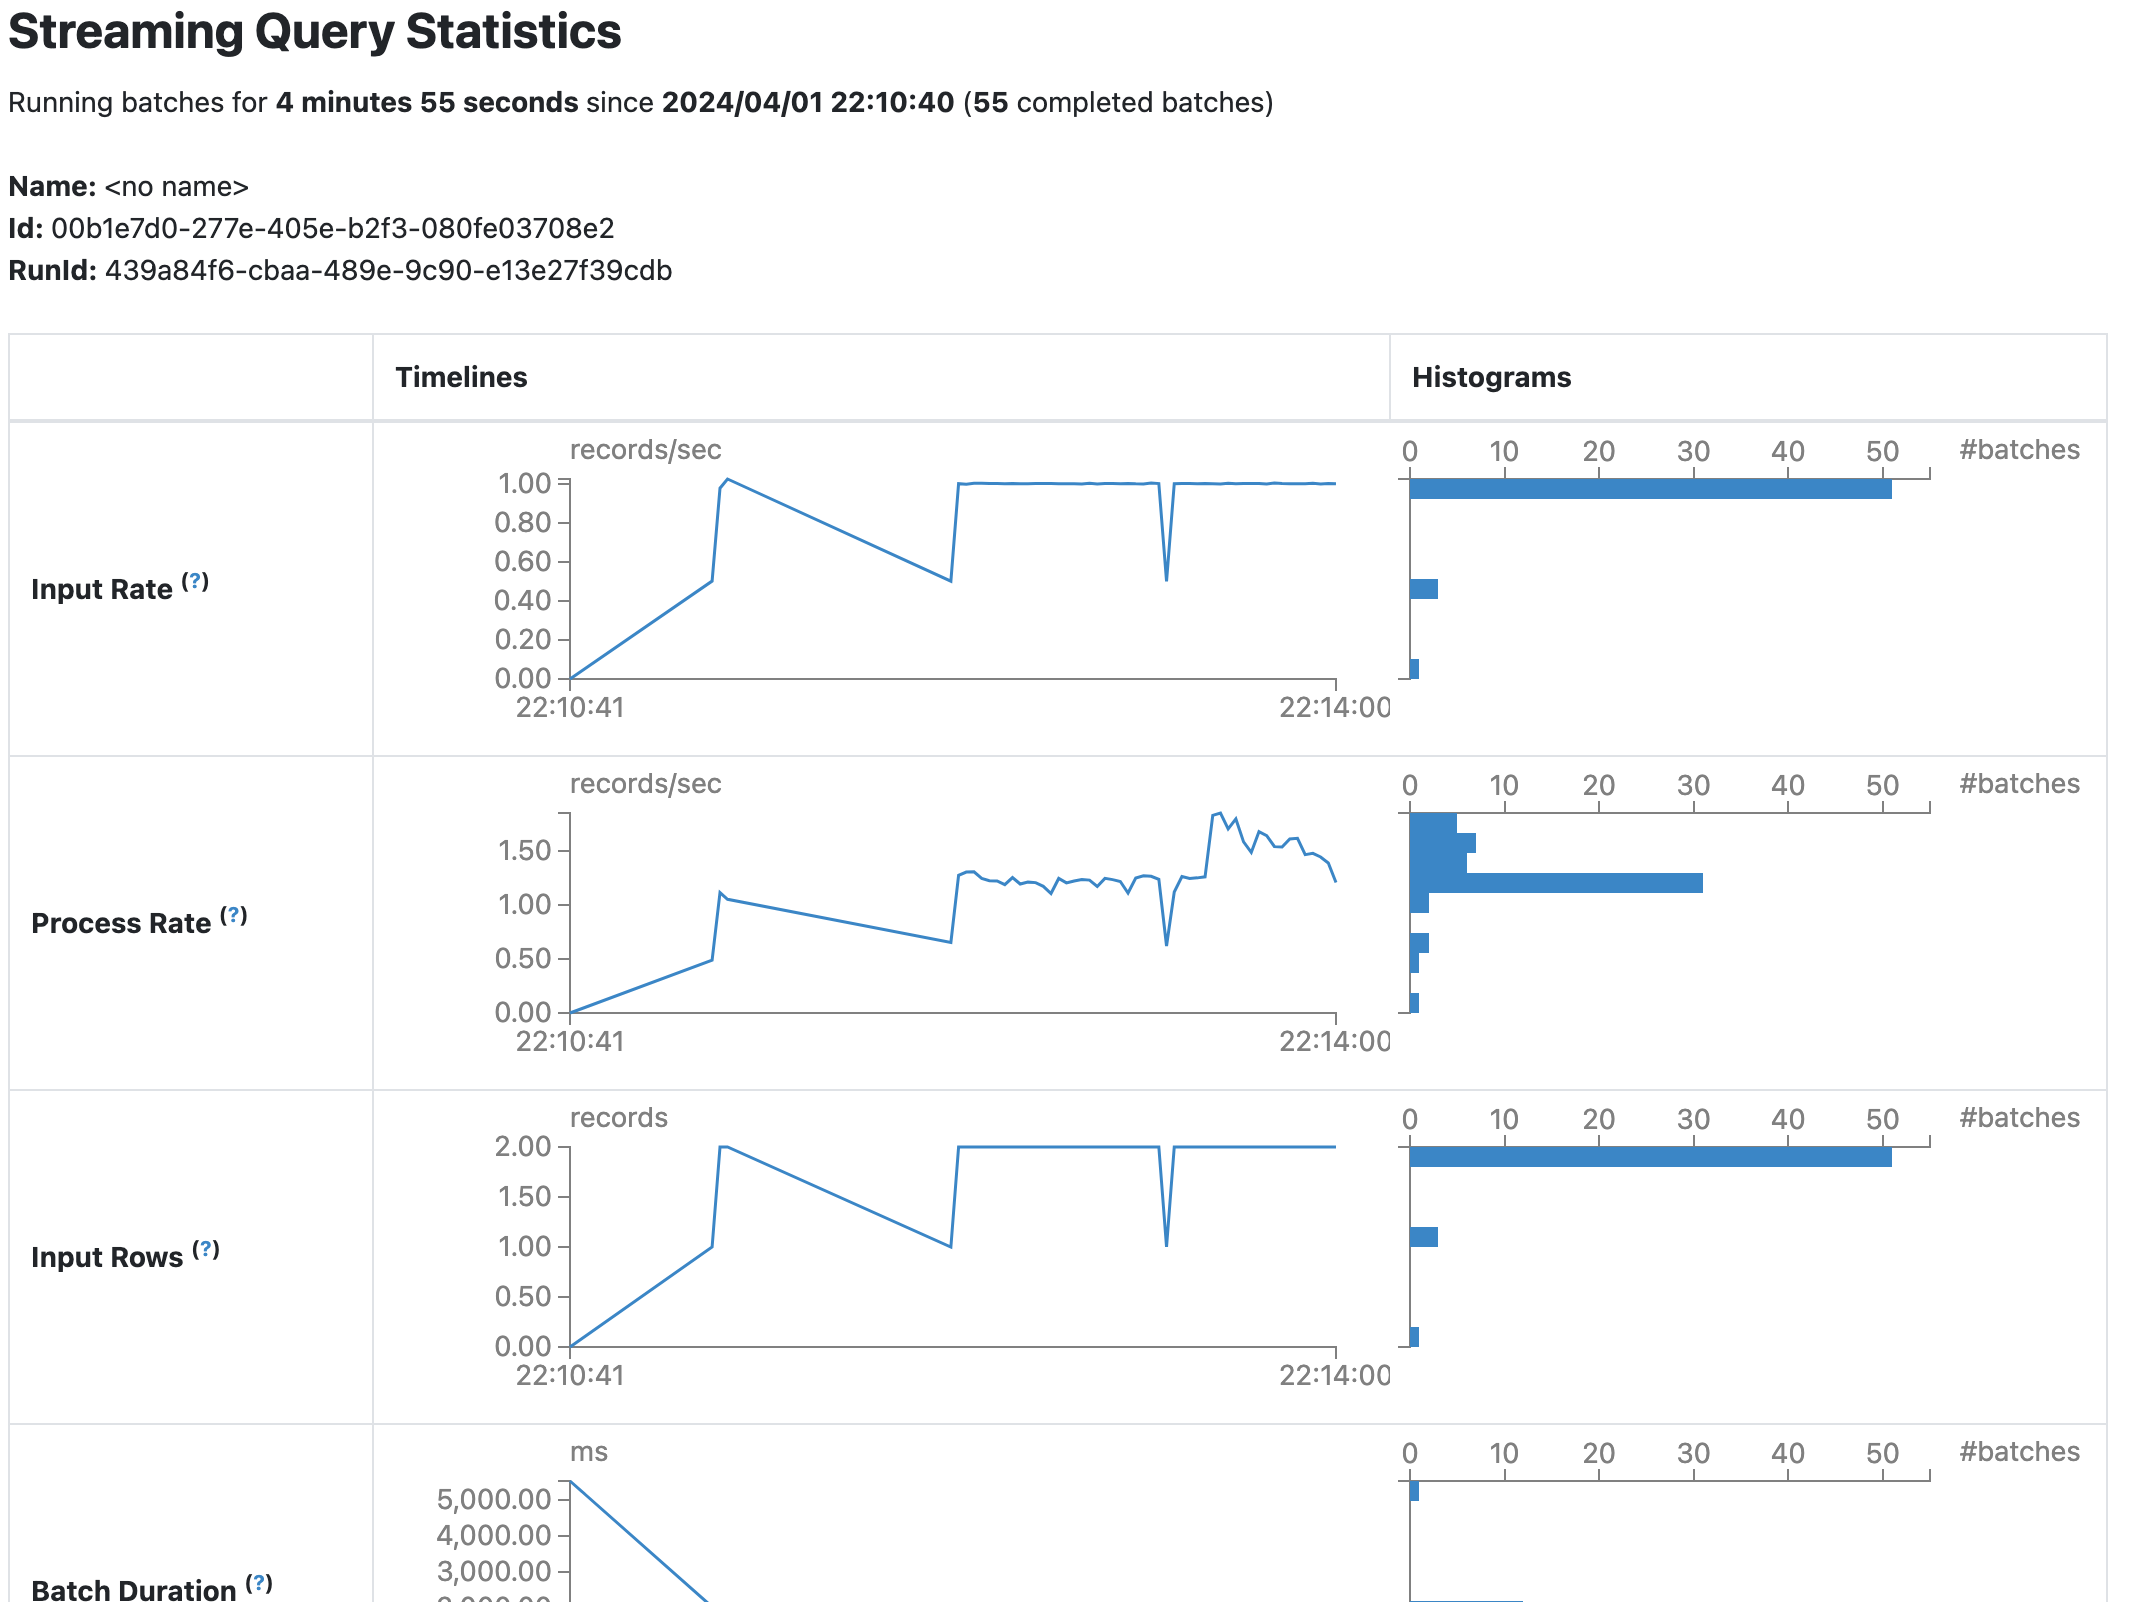 Streaming Query Statistics
Running batches for 4 minutes 55 seconds since 2024/04/01 22:10:40 (55 completed batches)
Name: <no name>
Id: 00b1e7d0-277e-405e-b2f3-080fe03708e2
RunId: 439a84f6-cbaa-489e-9c90-e13e27f39cdb
Timelines Histograms
Input Rate (?)
records/sec
1.00
0.80
0.60
0.40
0.20
0.00
22:10:41 22:14:00
0 10 20 30 40 50 #batches
Process Rate (?)
records/sec
1.50
1.00
0.50
0.00
22:10:41 22:14:00
0 10 20 30 40 50 #batches
Input Rows (?)
records
2.00
1.50
1.00
0.50
0.00
22:10:41 22:14:00
0 10 20 30 40 50 #batches
Batch Duration (?)
ms
5,000.00
4,000.00
3,000.00
0 10 20 30 40 50 #batches